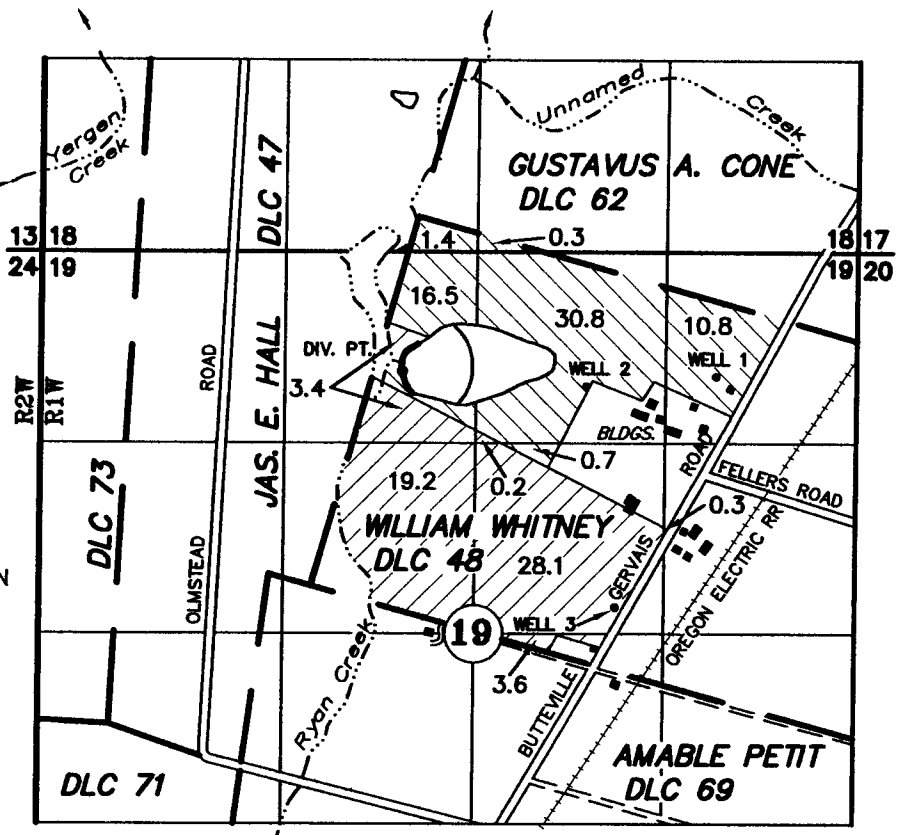 Yergen
Creek
Unnamed
Creek
GUSTAVUS A. CONE
DLC 62
DLC 47
JAS. E. HALL
13 18
24 19
18 17
19 20
R2W
R1W
1.4
0.3
16.5
30.8
10.8
DIV. PT.
3.4
WELL 2
WELL 1
BLDGS.
ROAD
ROAD
0.7
0.2
19.2
FELLERS ROAD
0.3
DLC 73
WILLIAM WHITNEY
DLC 48
28.1
GERVAIS
OREGON ELECTRIC RR
OLMSTEAD
WELL 3
19
3.6
Ryan Creek
BUTTEVILLE
AMABLE PETIT
DLC 69
DLC 71